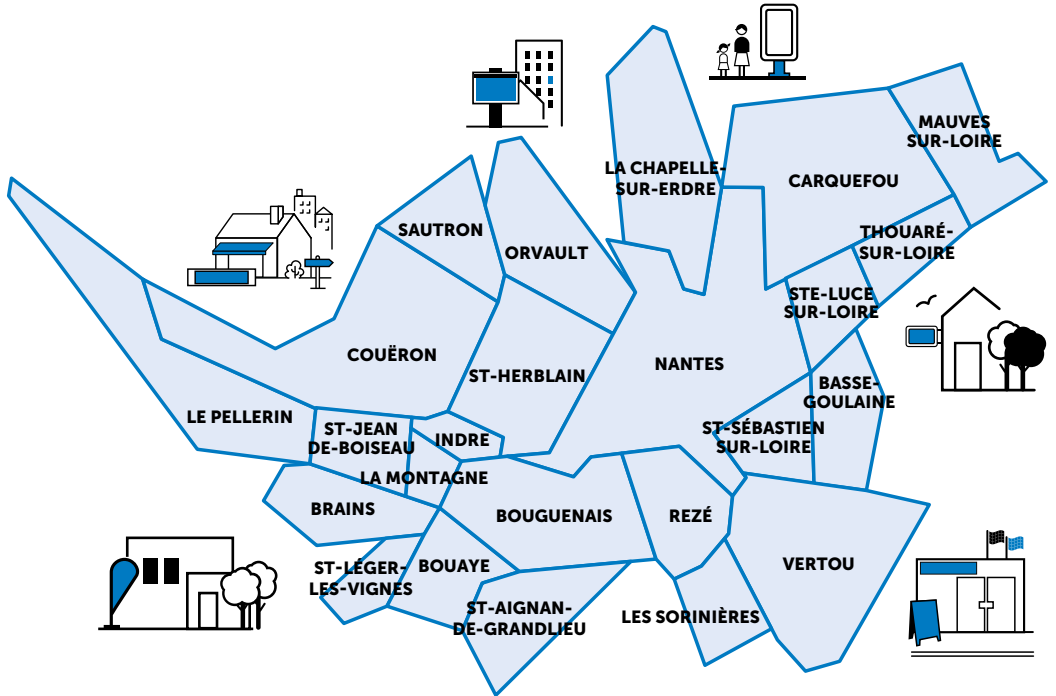 MAUVES
SUR-LOIRE
LA CHAPELLE-
SUR-ERDRE
CARQUEFOU
SAUTRON
ORVAULT
THOUARÉ-
SUR-LOIRE
STE-LUCE
SUR-LOIRE
COUËRON
ST-HERBLAIN
NANTES
BASSE-
GOULAINE
LE PELLERIN
ST-JEAN
DE-BOISEAU
INDRE
ST-SÉBASTIEN
SUR-LOIRE
LA MONTAGNE
BRAINS
BOUGUENAIS
REZÉ
ST-LÉGER-
LES-VIGNES
BOUAYE
VERTOU
ST-AIGNAN-
DE-GRANDLIEU
LES SORINIÈRES